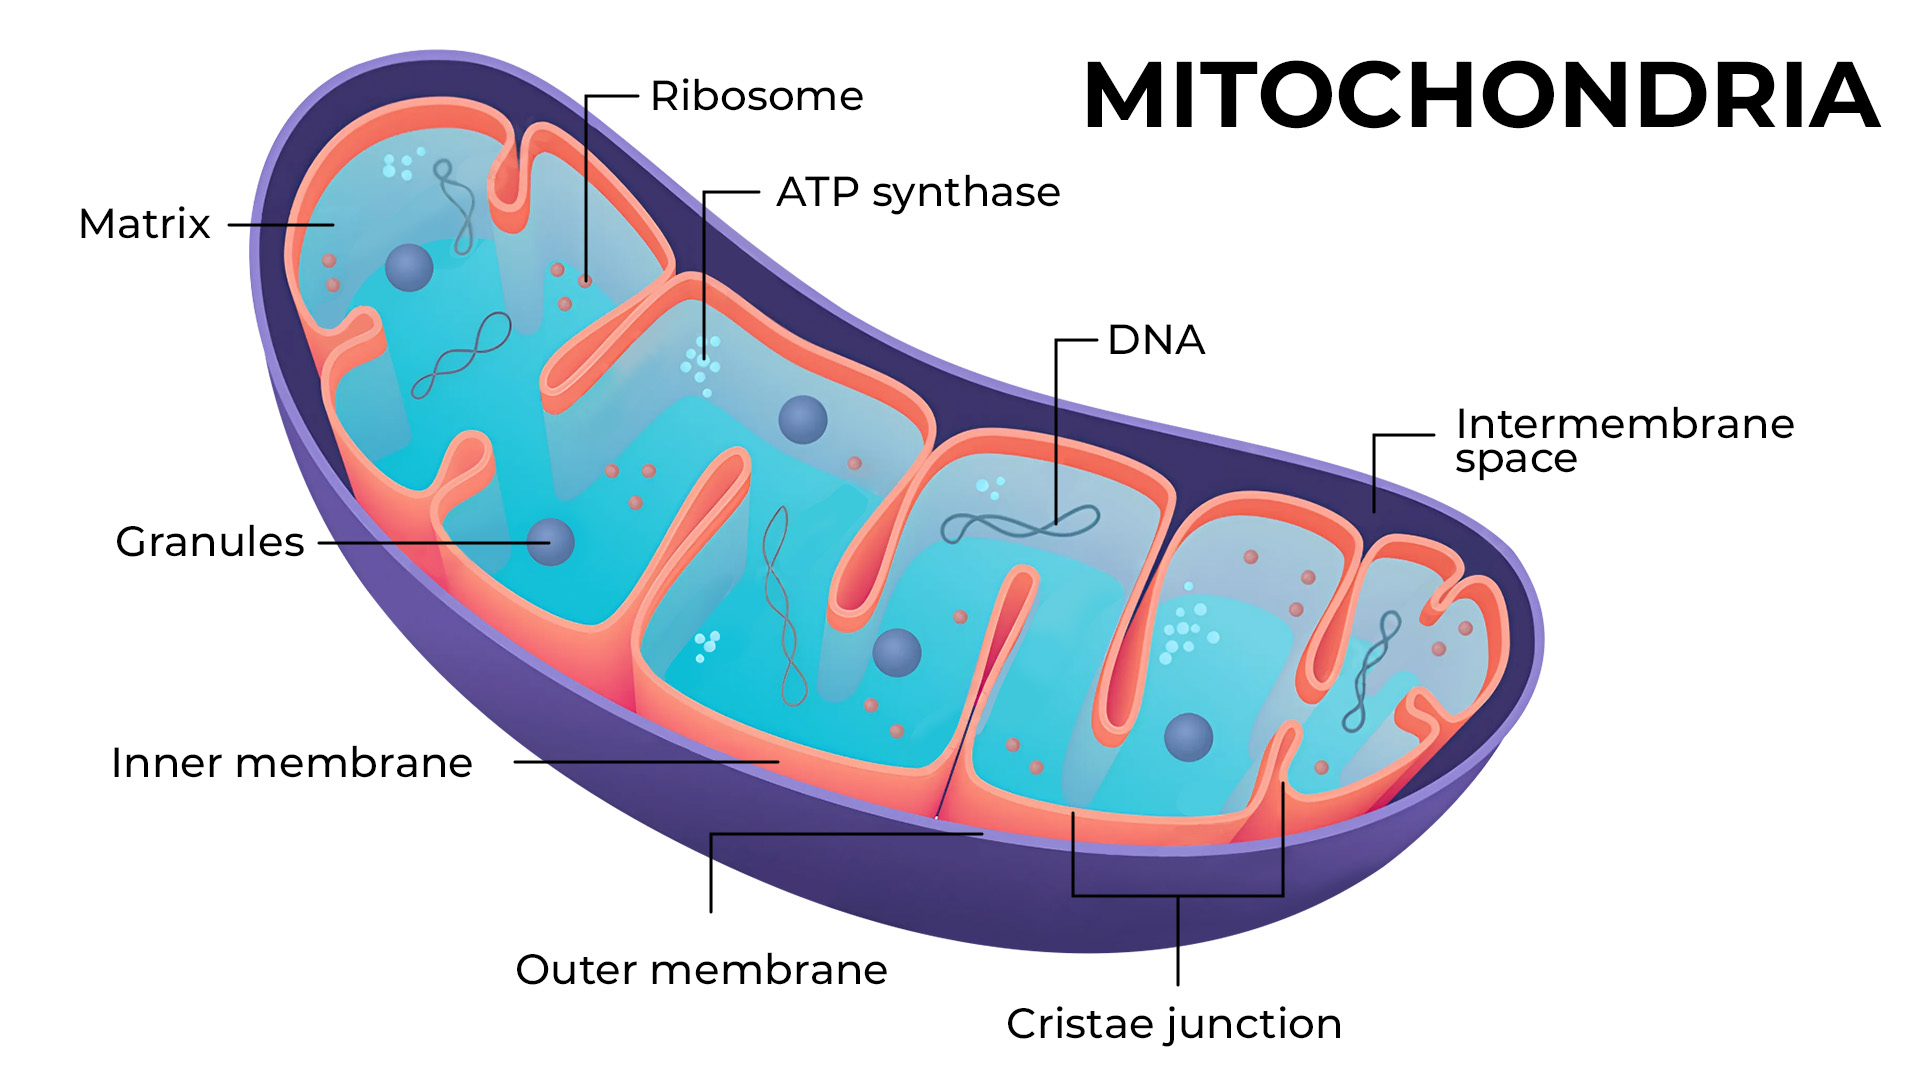 MITOCHONDRIA
Ribosome
ATP synthase
Matrix
DNA
Intermembrane
space
Granules
Inner membrane
Outer membrane
Cristae junction